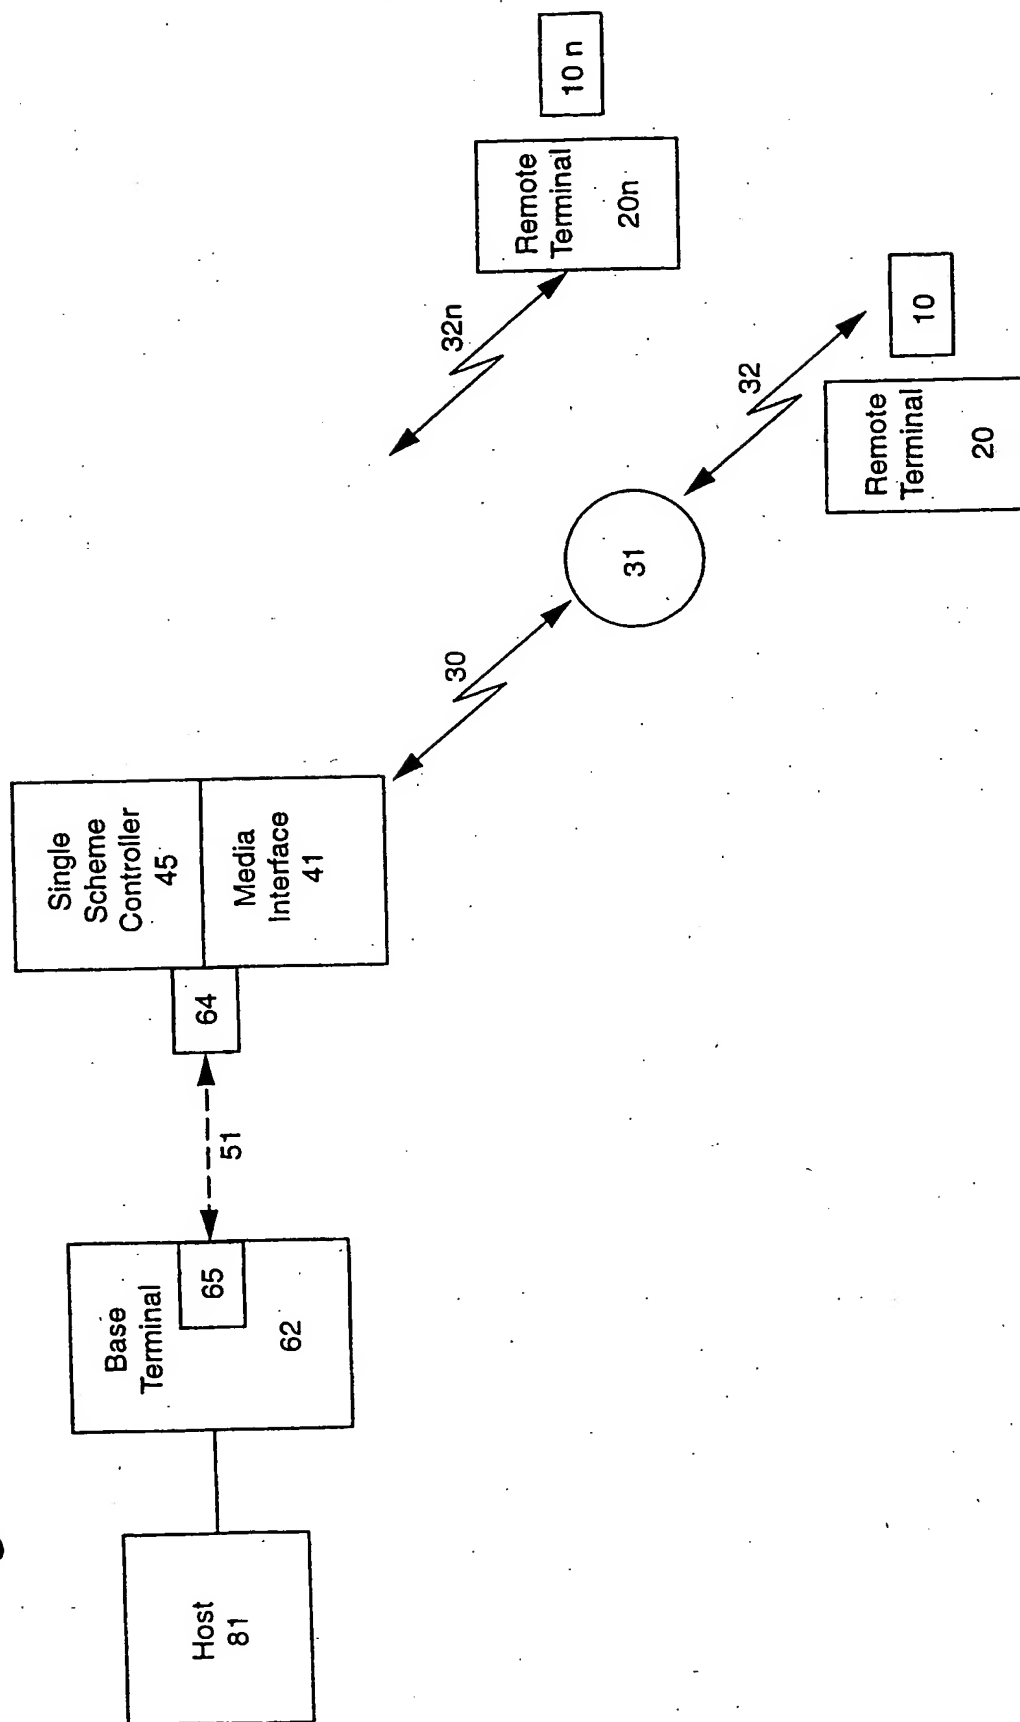 Host
81
Base
Terminal
65
62
51
64
Single
Scheme
Controller
45
Media
Interface
41
30
31
32n
32
Remote
Terminal
20n
10 n
Remote
Terminal
20
10